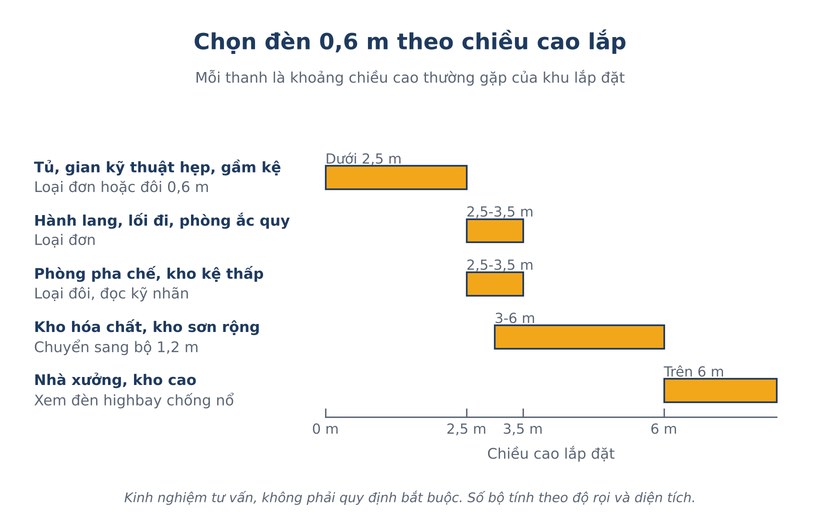 Chọn đèn 0,6 m theo chiều cao lắp
Mỗi thanh là khoảng chiều cao thường gặp của khu lắp đặt
Tủ, gian kỹ thuật hẹp, gầm kệ
Loại đơn hoặc đôi 0,6 m
Dưới 2,5 m
Hành lang, lối đi, phòng ắc quy
Loại đơn
2,5-3,5 m
Phòng pha chế, kho kệ thấp
Loại đôi, đọc kỹ nhãn
2,5-3,5 m
Kho hóa chất, kho sơn rộng
Chuyển sang bộ 1,2 m
3-6 m
Nhà xưởng, kho cao
Xem đèn highbay chống nổ
Trên 6 m
0 m 2,5 m 3,5 m 6 m
Chiều cao lắp đặt
Kinh nghiệm tư vấn, không phải quy định bắt buộc. Số bộ tính theo độ rọi và diện tích.